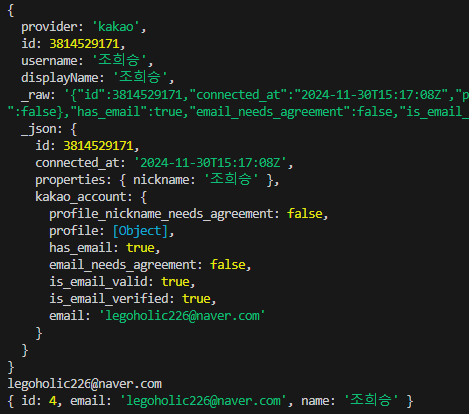 {
  provider: 'kakao',
  id: 3814529171,
  username: '조희승',
  displayName: '조희승',
  _raw: '{"id":3814529171,"connected_at":"2024-11-30T15:17:08Z","p
":false},"has_email":true,"email_needs_agreement":false,"is_email_
  _json: {
    id: 3814529171,
    connected_at: '2024-11-30T15:17:08Z',
    properties: { nickname: '조희승' },
    kakao_account: {
      profile_nickname_needs_agreement: false,
      profile: [Object],
      has_email: true,
      email_needs_agreement: false,
      is_email_valid: true,
      is_email_verified: true,
      email: 'legoholic226@naver.com'
    }
  }
}
legoholic226@naver.com
{ id: 4, email: 'legoholic226@naver.com', name: '조희승' }